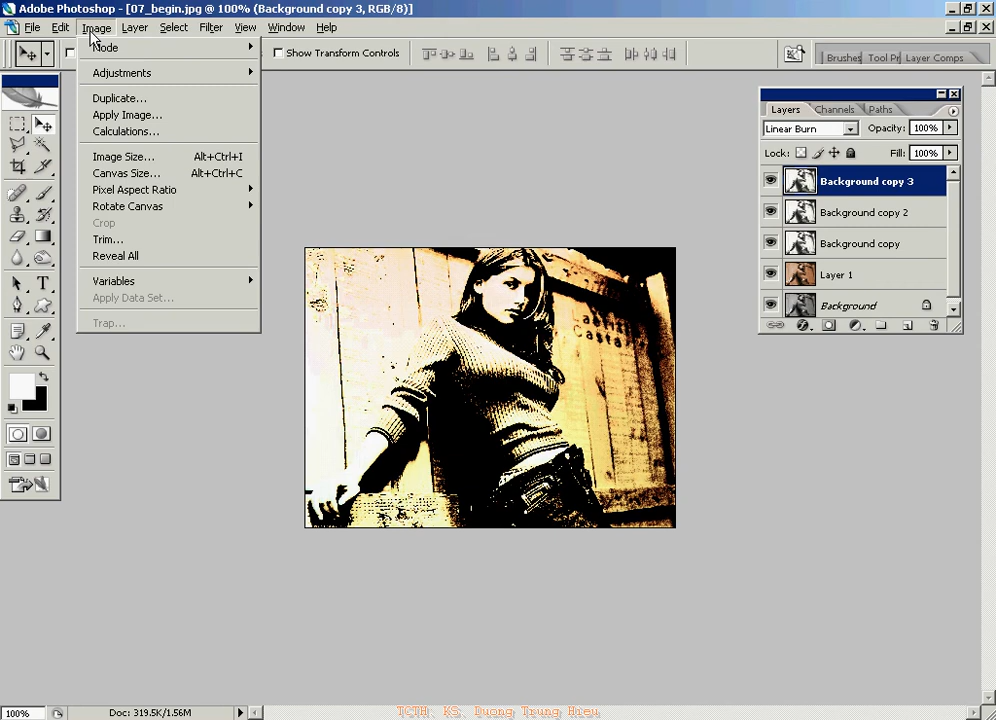 Adobe Photoshop - [07_begin.jpg @ 100% (Background copy 3, RGB/8)]
File Edit Image Layer Select Filter View Window Help
Show Transform Controls
Brushes Tool Pr Layer Comps
Mode
Adjustments
Duplicate...
Apply Image...
Calculations...
Image Size... Alt+Ctrl+I
Canvas Size... Alt+Ctrl+C
Pixel Aspect Ratio
Rotate Canvas
Crop
Trim...
Reveal All
Variables
Apply Data Set...
Trap...
Layers Channels Paths
Linear Burn Opacity: 100%
Lock: Fill: 100%
Background copy 3
Background copy 2
Background copy
Layer 1
Background
100% Doc: 319.5K/1.56M
TCTH. KS. Duong Trung Hieu